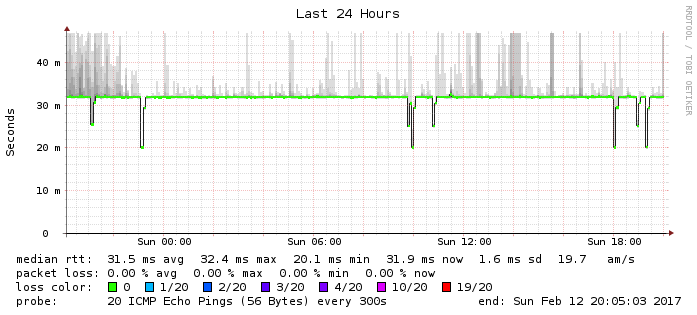 Last 24 Hours
RRDTOOL / TOBI OETIKER
Seconds
40 m
30 m
20 m
10 m
0
Sun 00:00 Sun 06:00 Sun 12:00 Sun 18:00
median rtt: 31.5 ms avg 32.4 ms max 20.1 ms min 31.9 ms now 1.6 ms sd 19.7 am/s
packet loss: 0.00 % avg 0.00 % max 0.00 % min 0.00 % now
loss color: 0 1/20 2/20 3/20 4/20 10/20 19/20
probe: 20 ICMP Echo Pings (56 Bytes) every 300s end: Sun Feb 12 20:05:03 2017